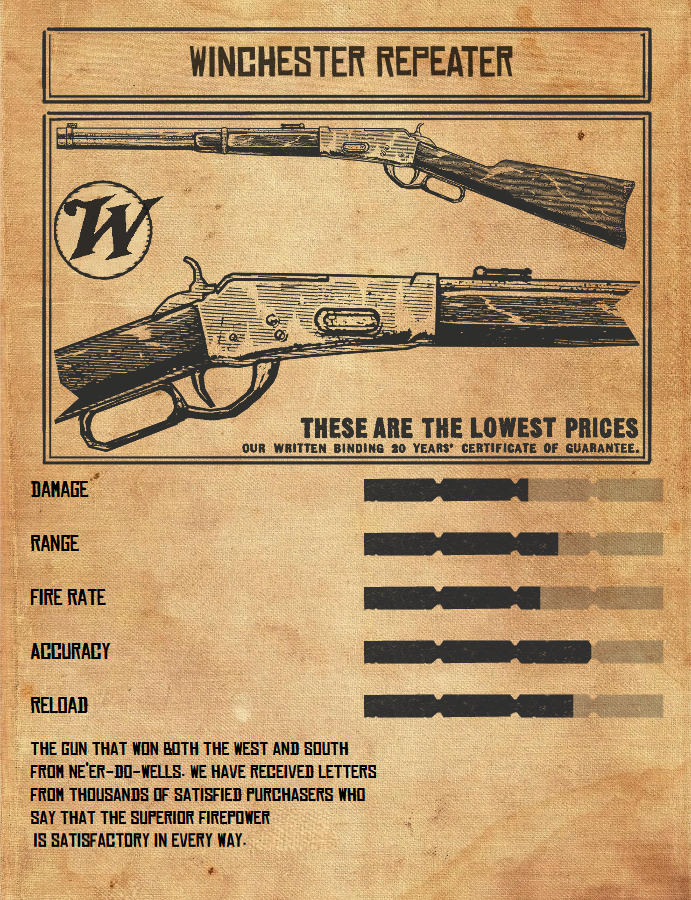 WINCHESTER REPEATER
W
THESE ARE THE LOWEST PRICES
OUR WRITTEN BINDING 20 YEARS' CERTIFICATE OF GUARANTEE.
DAMAGE
RANGE
FIRE RATE
ACCURACY
RELOAD
THE GUN THAT WON BOTH THE WEST AND SOUTH
FROM NE'ER-DO-WELLS. WE HAVE RECEIVED LETTERS
FROM THOUSANDS OF SATISFIED PURCHASERS WHO
SAY THAT THE SUPERIOR FIREPOWER
IS SATISFACTORY IN EVERY WAY.